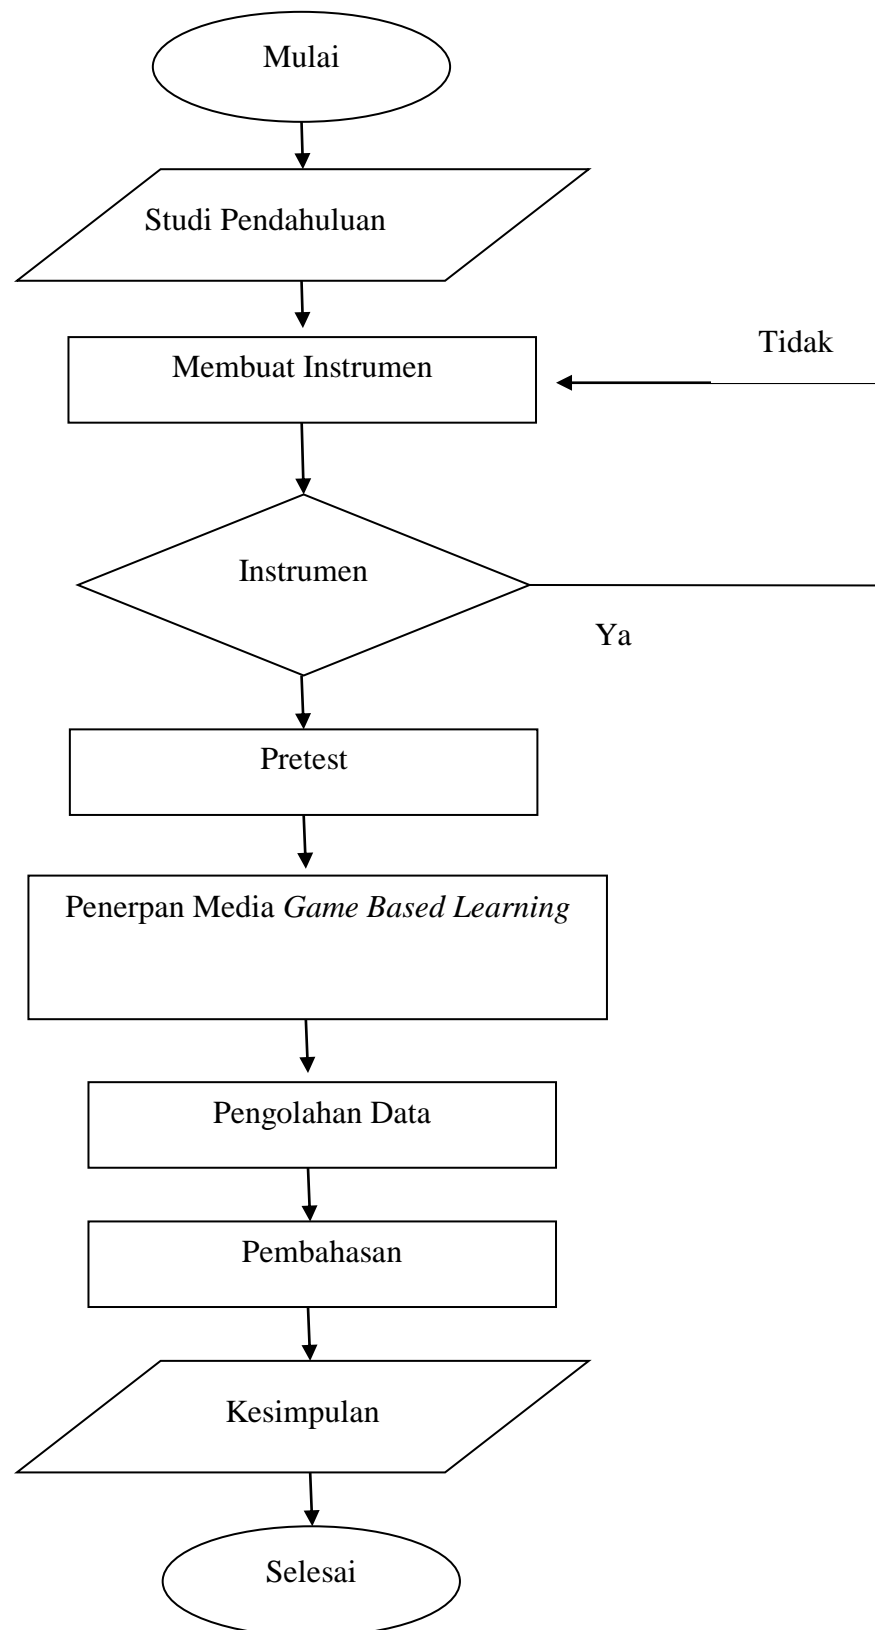 Mulai
Studi Pendahuluan
Membuat Instrumen
Tidak
Instrumen
Ya
Pretest
Penerpan Media Game Based Learning
Pengolahan Data
Pembahasan
Kesimpulan
Selesai